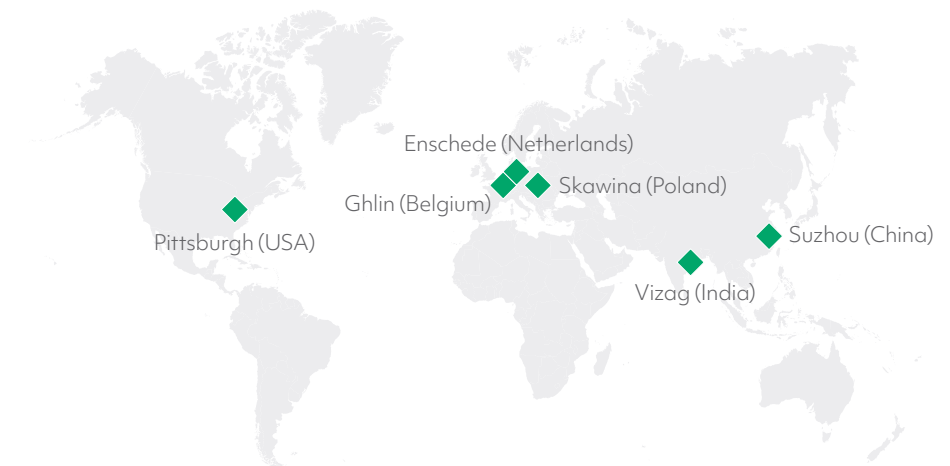 Enschede (Netherlands)
Skawina (Poland)
Ghlin (Belgium)
Pittsburgh (USA)
Suzhou (China)
Vizag (India)